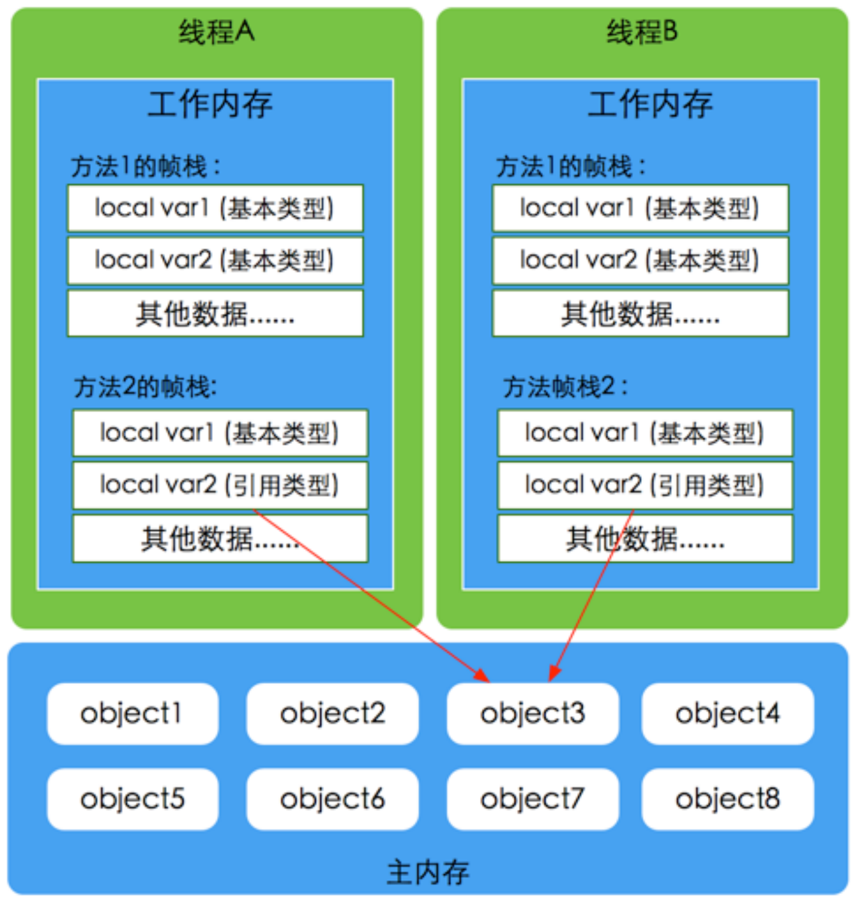 线程A
工作内存
方法1的帧栈：
local var1 (基本类型)
local var2 (基本类型)
其他数据......
方法2的帧栈:
local var1 (基本类型)
local var2 (引用类型)
其他数据......
线程B
工作内存
方法1的帧栈：
local var1 (基本类型)
local var2 (基本类型)
其他数据......
方法帧栈2：
local var1 (基本类型)
local var2 (引用类型)
其他数据......
object1 object2 object3 object4
object5 object6 object7 object8
主内存